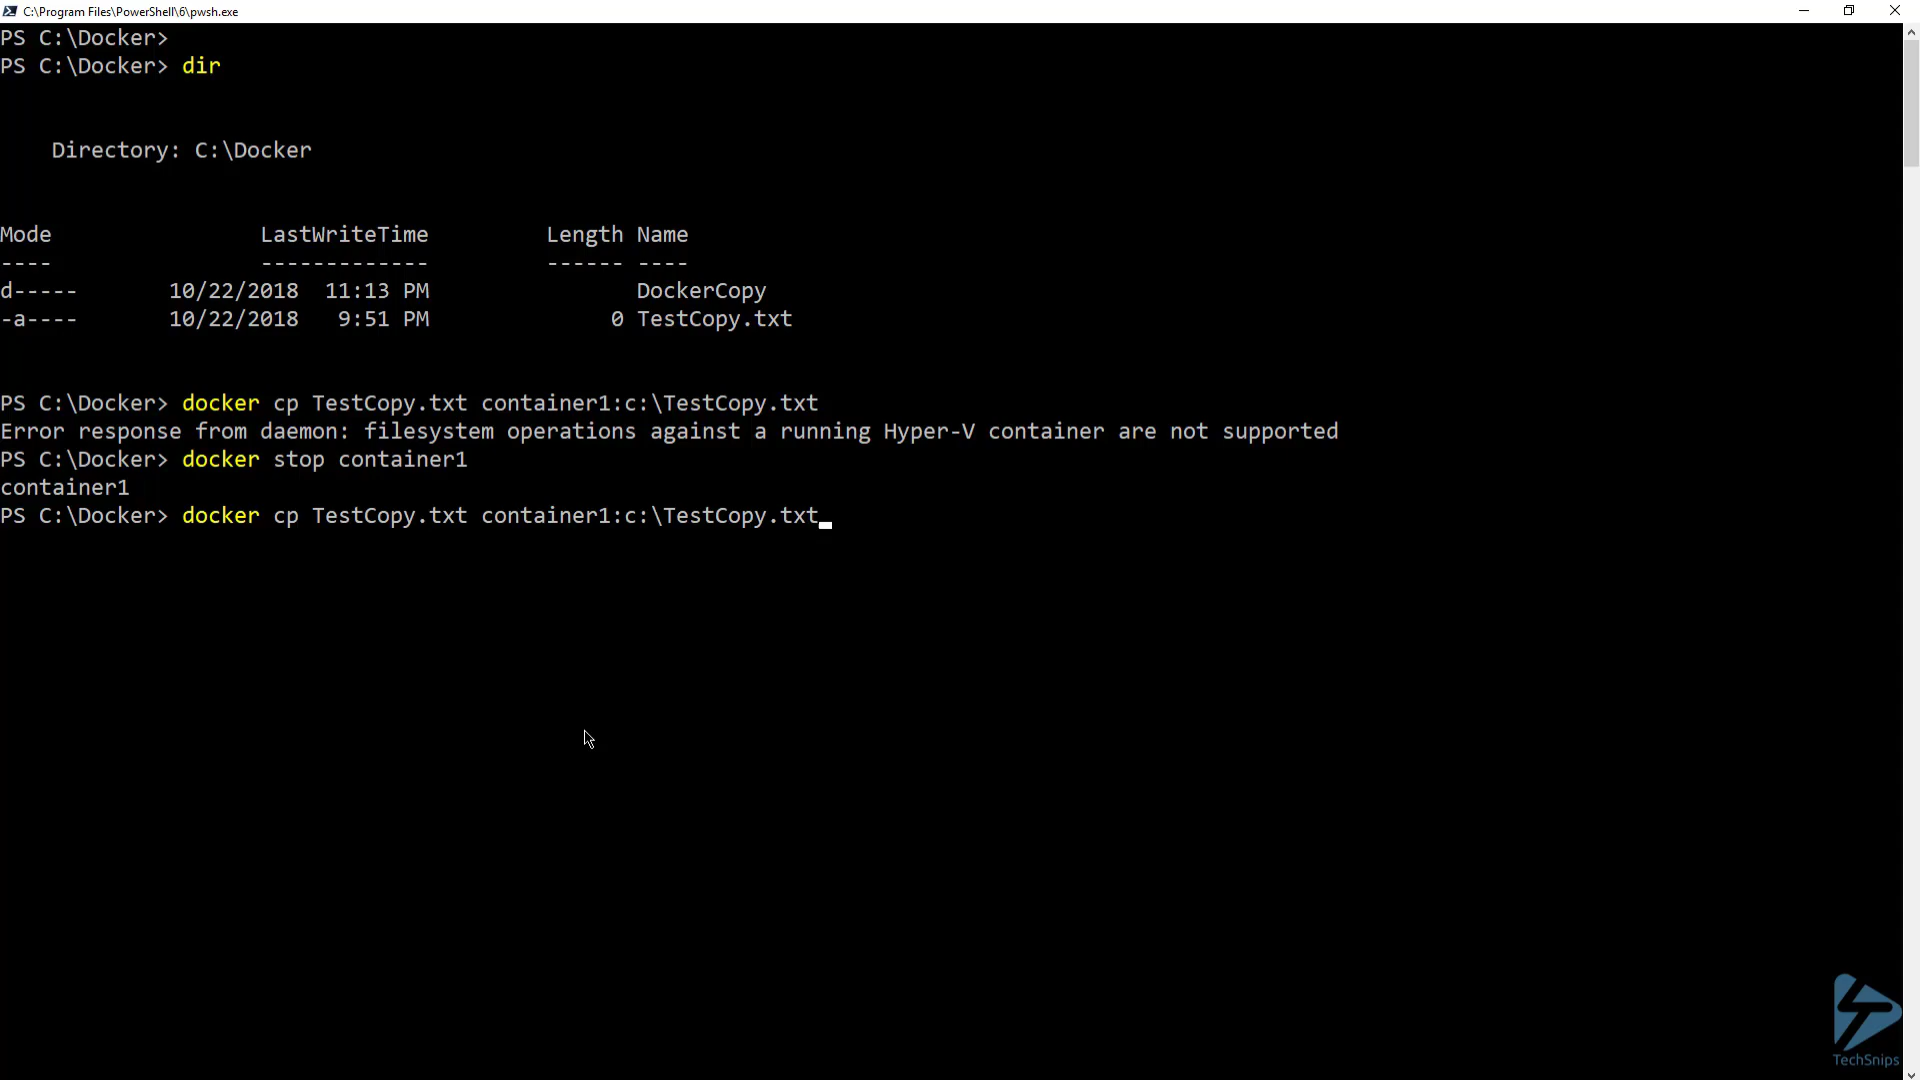 C:\Program Files\PowerShell\6\pwsh.exe
PS C:\Docker>
PS C:\Docker> dir
Directory: C:\Docker
Mode LastWriteTime Length Name
---- ------------- ------ ----
d----- 10/22/2018 11:13 PM DockerCopy
-a---- 10/22/2018 9:51 PM 0 TestCopy.txt
PS C:\Docker> docker cp TestCopy.txt container1:c:\TestCopy.txt
Error response from daemon: filesystem operations against a running Hyper-V container are not supported
PS C:\Docker> docker stop container1
container1
PS C:\Docker> docker cp TestCopy.txt container1:c:\TestCopy.txt
TechSnips